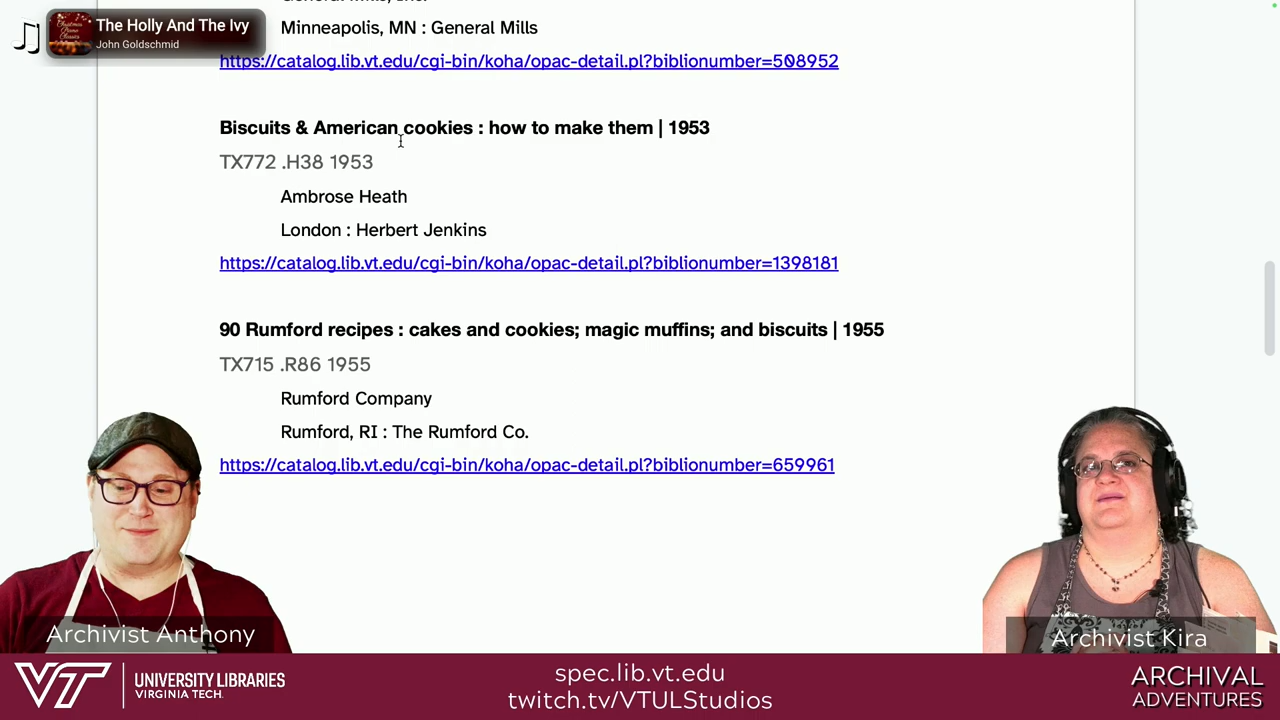 The Holly And The Ivy
John Goldschmid
Minneapolis, MN : General Mills
https://catalog.lib.vt.edu/cgi-bin/koha/opac-detail.pl?biblionumber=508952
Biscuits & American cookies : how to make them | 1953
TX772 .H38 1953
Ambrose Heath
London : Herbert Jenkins
https://catalog.lib.vt.edu/cgi-bin/koha/opac-detail.pl?biblionumber=1398181
90 Rumford recipes : cakes and cookies; magic muffins; and biscuits | 1955
TX715 .R86 1955
Rumford Company
Rumford, RI : The Rumford Co.
https://catalog.lib.vt.edu/cgi-bin/koha/opac-detail.pl?biblionumber=659961
Archivist Anthony
Archivist Kira
VT
UNIVERSITY LIBRARIES
VIRGINIA TECH
spec.lib.vt.edu
twitch.tv/VTULStudios
ARCHIVAL
ADVENTURES